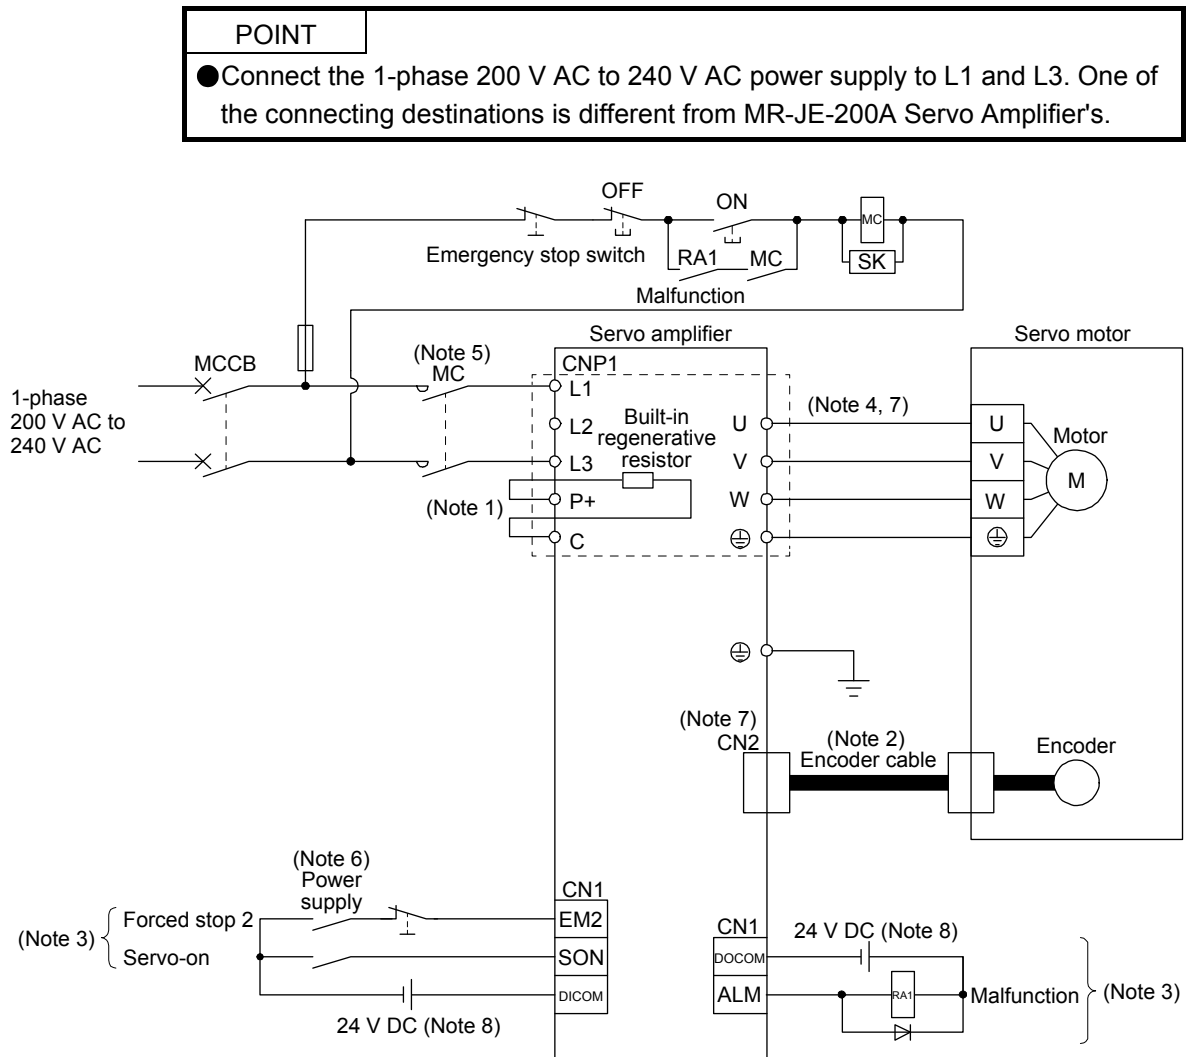 POINT
●Connect the 1-phase 200 V AC to 240 V AC power supply to L1 and L3. One of
the connecting destinations is different from MR-JE-200A Servo Amplifier's.
OFF
ON
MC
Emergency stop switch
RA1
MC
SK
Malfunction
Servo amplifier
Servo motor
MCCB
(Note 5)
MC
CNP1
1-phase
200 V AC to
240 V AC
L1
L2
L3
P+
C
Built-in
regenerative
resistor
(Note 1)
U
V
W
(Note 4, 7)
U
V
W
Motor
M
(Note 7)
CN2
(Note 2)
Encoder cable
Encoder
(Note 6)
Power
supply
CN1
(Note 3)
Forced stop 2
EM2
Servo-on
SON
DICOM
24 V DC (Note 8)
CN1
24 V DC (Note 8)
DOCOM
ALM
RA1
Malfunction
(Note 3)